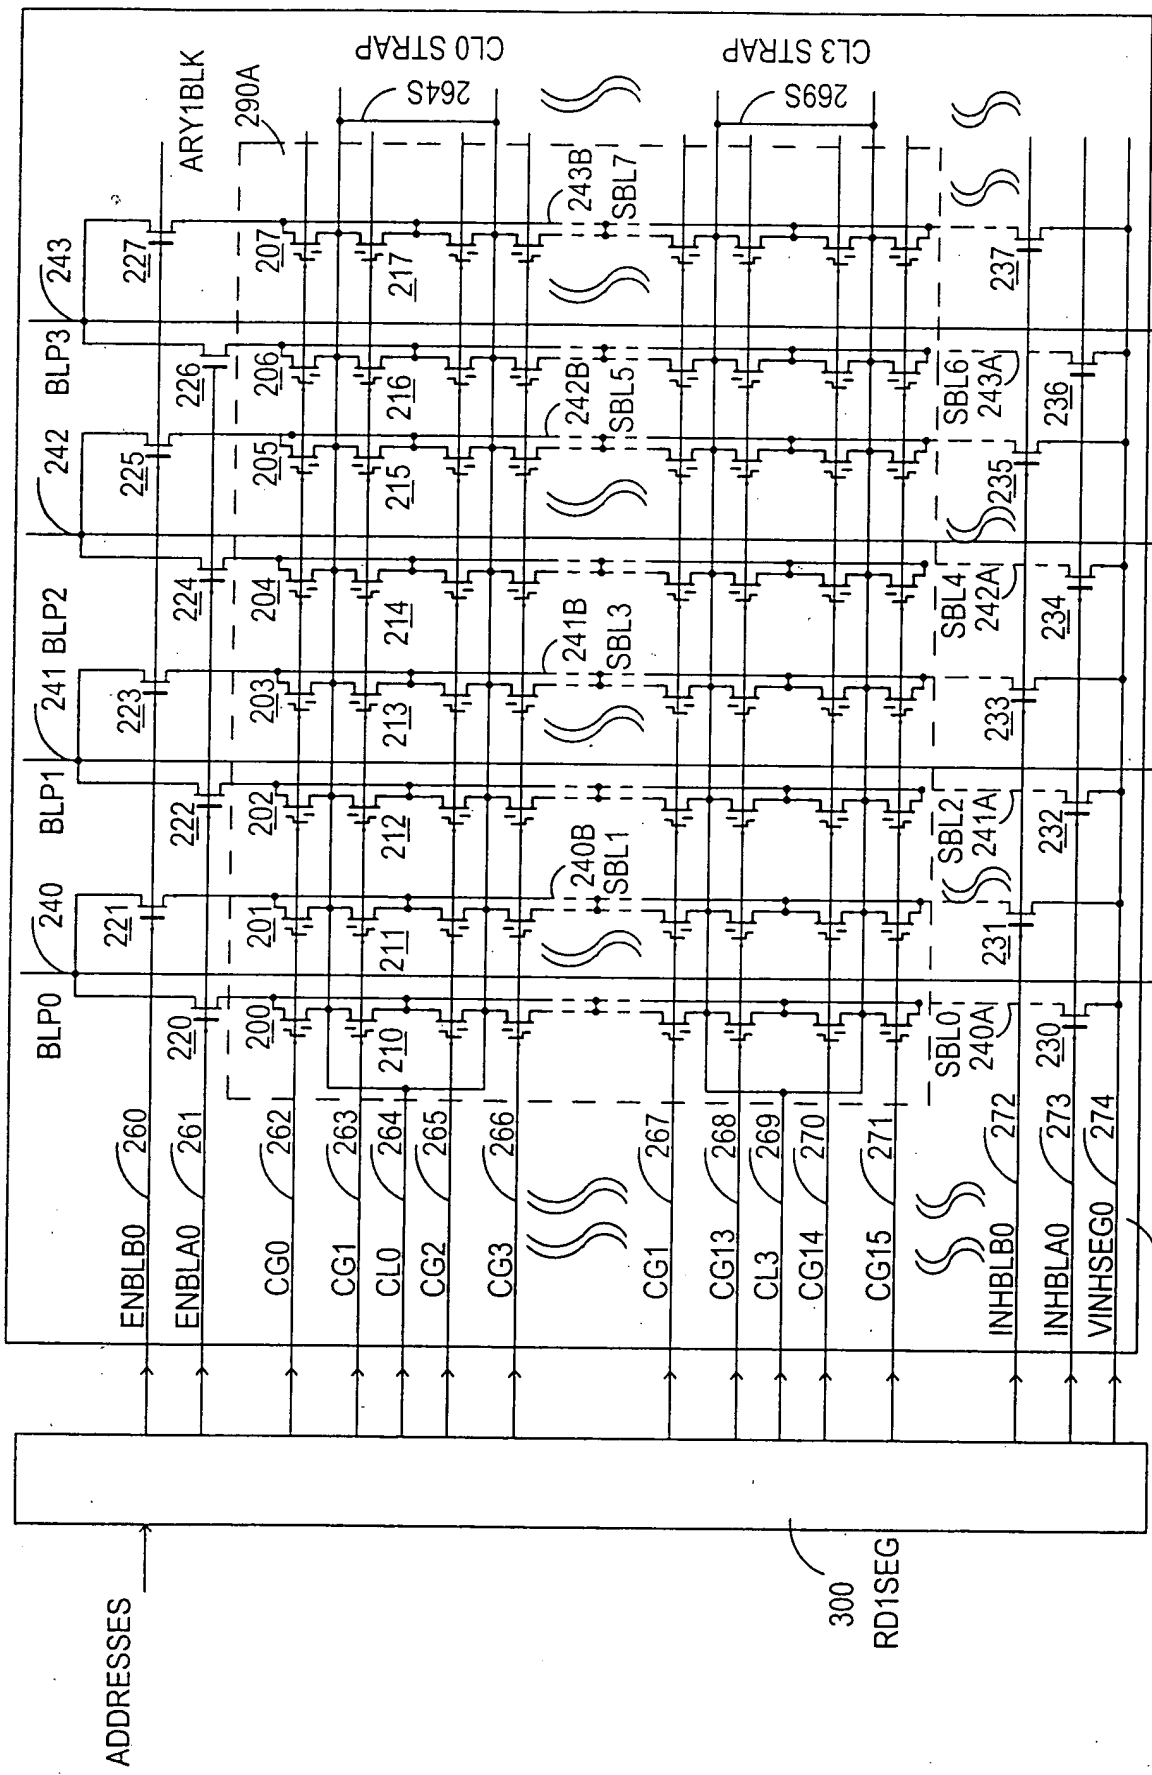 ADDRESSES
300
RD1SEG
ENBLB0 260
ENBLA0 261
CG0 262
CG1 263
CL0 264
CG2 265
CG3 266
CG1 267
CG13 268
CL3 269
CG14 270
CG15 271
INHBLB0 272
INHBLA0 273
VINHSEG0 274
BLP0 240
BLP1 241
BLP2 242
BLP3 243
220 221 222 223 224 225 226 227
200 201 202 203 204 205 206 207
210 211 212 213 214 215 216 217
240B SBL1
241B SBL3
242B SBL5
243B SBL7
SBL0 240A
SBL2 241A
SBL4 242A
SBL6 243A
230 231 232 233 234 235 236 237
ARY1BLK
290A
264S
CL0 STRAP
269S
CL3 STRAP